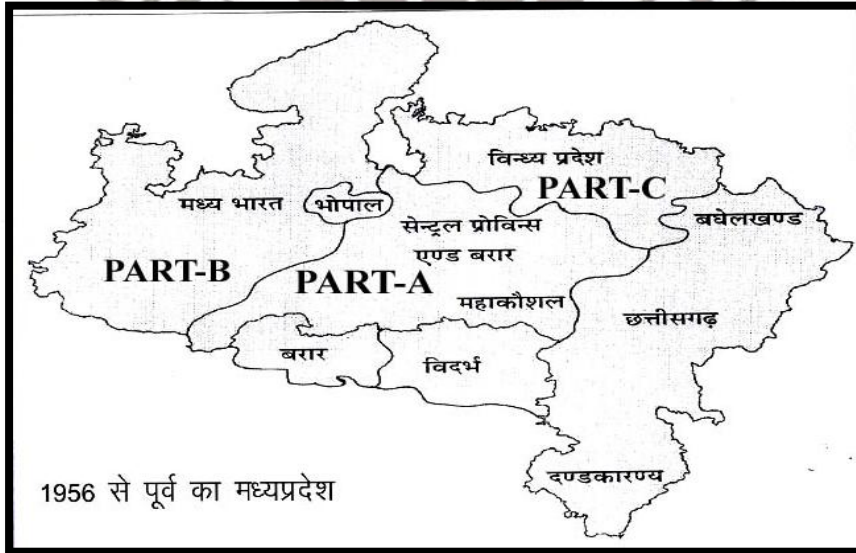 विन्ध्य प्रदेश
PART-C
मध्य भारत
भोपाल
बघेलखण्ड
सेन्ट्रल प्रोविन्स
एण्ड बरार
PART-B
PART-A
महाकौशल
छत्तीसगढ़
बरार
विदर्भ
दण्डकारण्य
1956 से पूर्व का मध्यप्रदेश